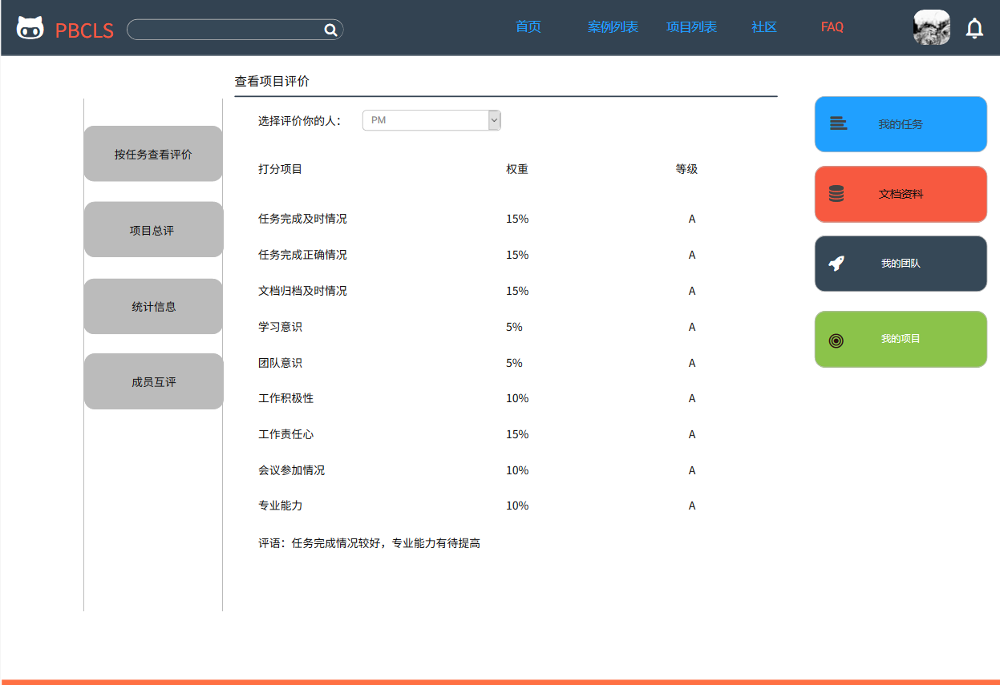 PBCLS
首页 案例列表 项目列表 社区 FAQ
查看项目评价
选择评价你的人： PM
打分项目 权重 等级
任务完成及时情况 15% A
任务完成正确情况 15% A
文档归档及时情况 15% A
学习意识 5% A
团队意识 5% A
工作积极性 10% A
工作责任心 15% A
会议参加情况 10% A
专业能力 10% A
评语：任务完成情况较好，专业能力有待提高
按任务查看评价
项目总评
统计信息
成员互评
我的任务
文档资料
我的团队
我的项目